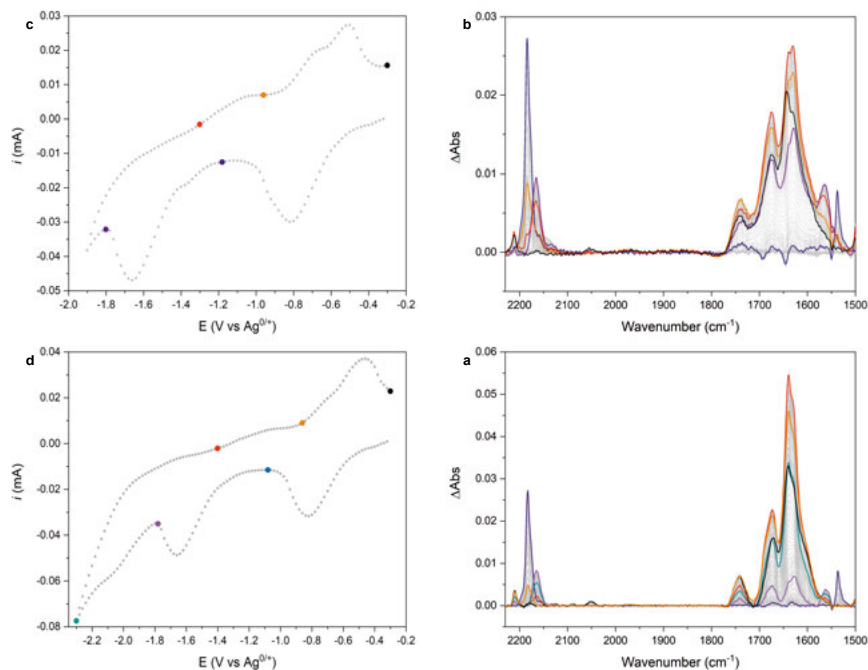 c
i (mA)
0.03
0.02
0.01
0.00
-0.01
-0.02
-0.03
-0.04
0.05
-2.0 -1.8 -1.6 -1.4 -1.2 -1.0 -0.8 -0.6 -0.4 -0.2
E (V vs Ag⁰ᐟ⁺)
b
ΔAbs
0.03
0.02
0.01
0.00
2200 2100 2000 1900 1800 1700 1600 1500
Wavenumber (cm⁻¹)
d
i (mA)
0.04
0.02
0.00
-0.02
-0.04
-0.06
-0.08
-2.2 -2.0 -1.8 -1.6 -1.4 -1.2 -1.0 -0.8 -0.6 -0.4 -0.2
E (V vs Ag⁰ᐟ⁺)
a
ΔAbs
0.06
0.05
0.04
0.03
0.02
0.01
0.00
2200 2100 2000 1900 1800 1700 1600 1500
Wavenumber (cm⁻¹)